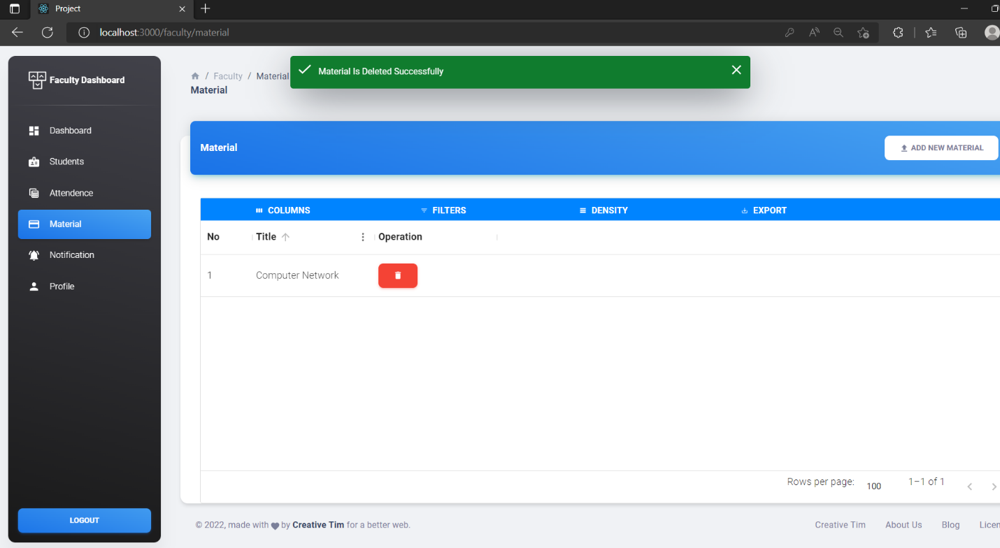 Project
localhost:3000/faculty/material
Faculty Dashboard
Dashboard
Students
Attendence
Material
Notification
Profile
LOGOUT
/ Faculty / Material
Material
Material Is Deleted Successfully
Material
ADD NEW MATERIAL
COLUMNS FILTERS DENSITY EXPORT
No Title Operation
1 Computer Network
Rows per page: 100 1–1 of 1
© 2022, made with by Creative Tim for a better web.
Creative Tim About Us Blog Licen